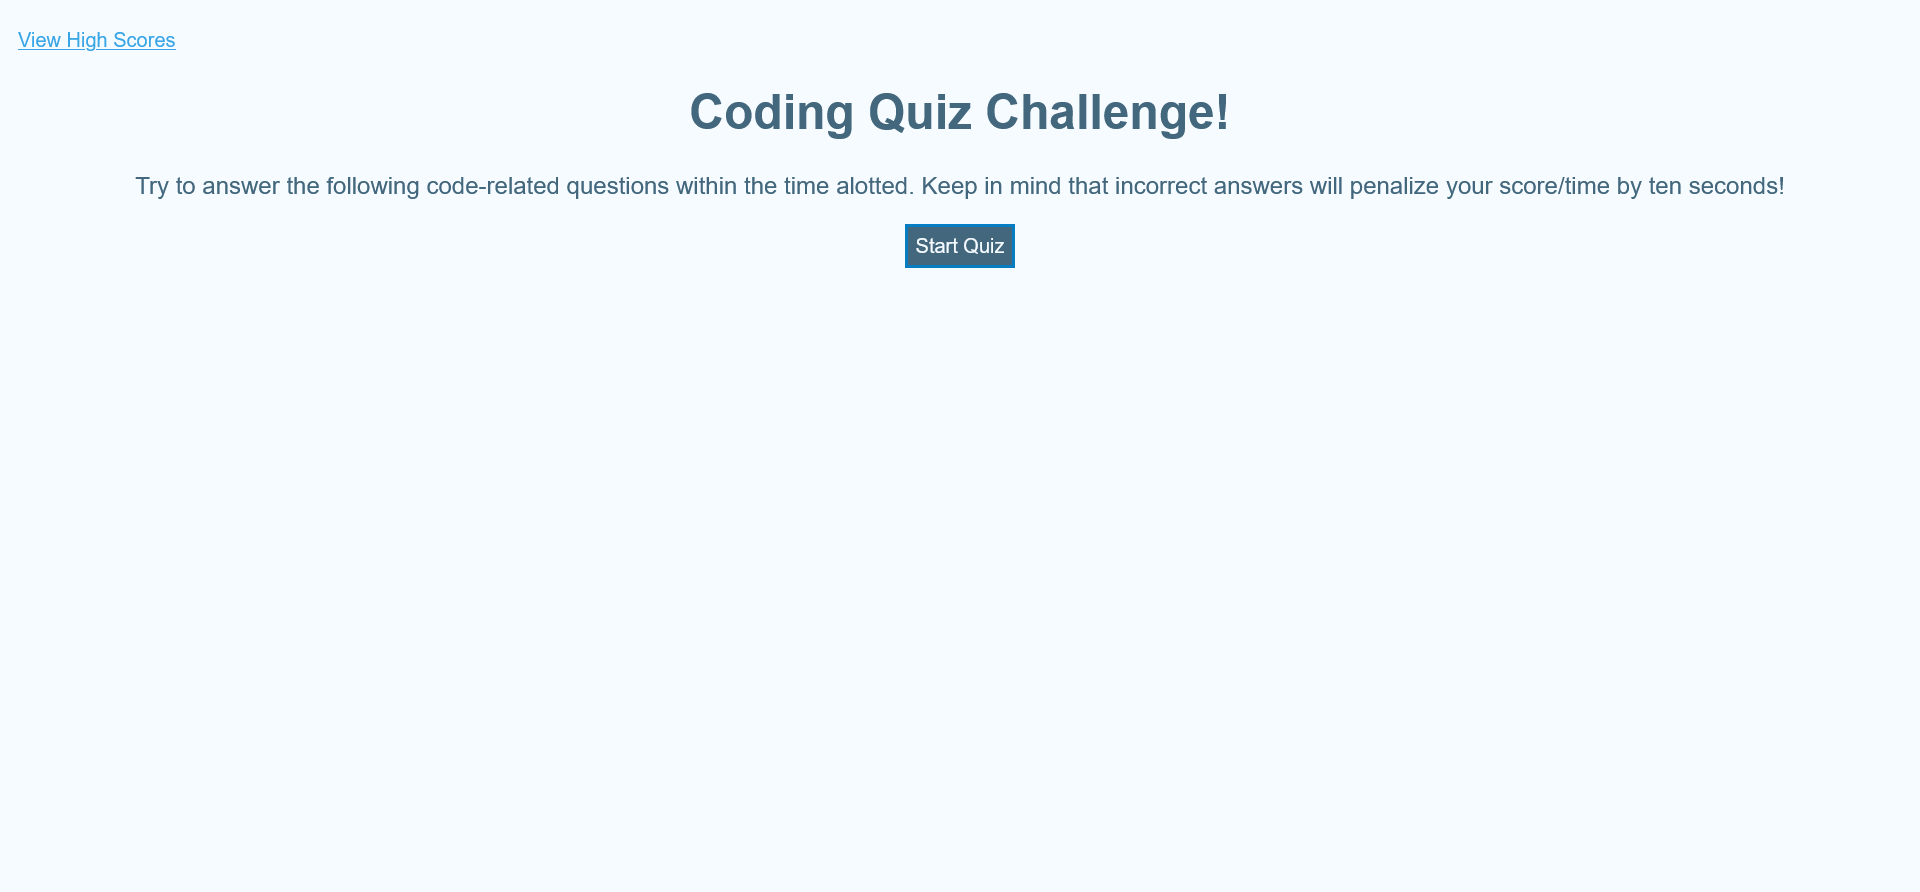 View High Scores
Coding Quiz Challenge!
Try to answer the following code-related questions within the time alotted. Keep in mind that incorrect answers will penalize your score/time by ten seconds!
Start Quiz